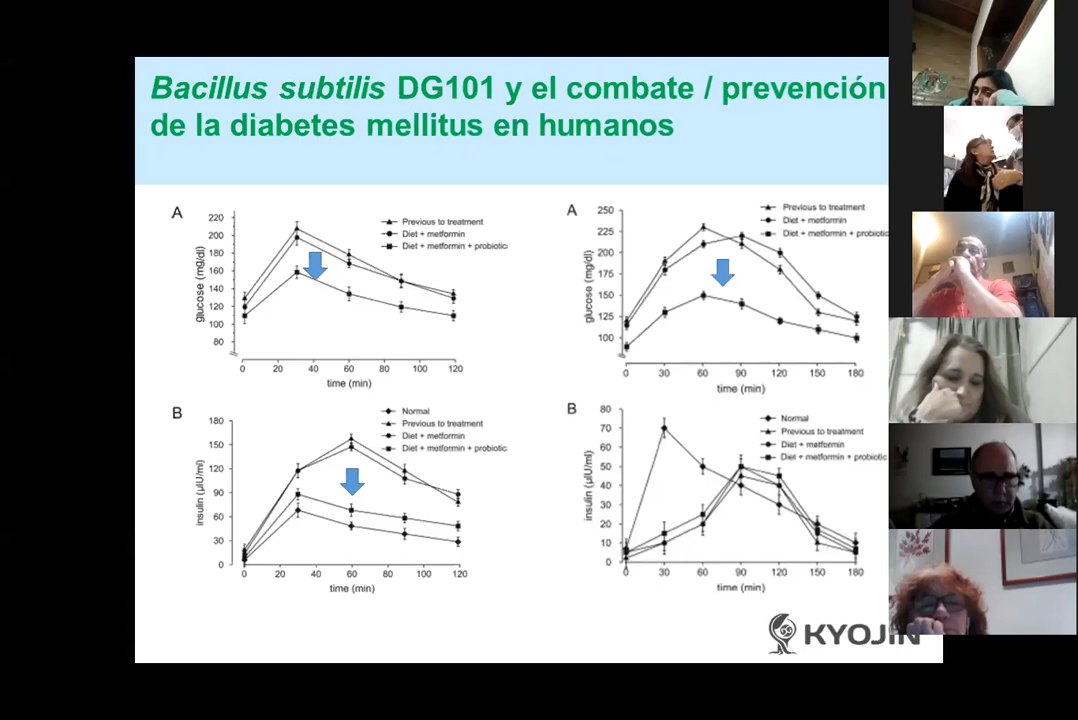 Bacillus subtilis DG101 y el combate / prevención
de la diabetes mellitus en humanos
A
Previous to treatment
Diet + metformin
Diet + metformin + probiotic
glucose (mg/dl)
220
200
180
160
140
120
100
80
0 20 40 60 80 100 120
time (min)
A
Previous to treatment
Diet + metformin
Diet + metformin + probiotic
glucose (mg/dl)
250
225
200
175
150
125
100
0 30 60 90 120 150 180
time (min)
B
Normal
Previous to treatment
Diet + metformin
Diet + metformin + probiotic
insulin (µIU/ml)
180
150
120
90
60
30
0
0 20 40 60 80 100 120
time (min)
B
Normal
Previous to treatment
Diet + metformin
Diet + metformin + probiotic
insulin (µIU/ml)
80
70
60
50
40
30
20
10
0
0 30 60 90 120 150 180
time (min)
KYOJIN